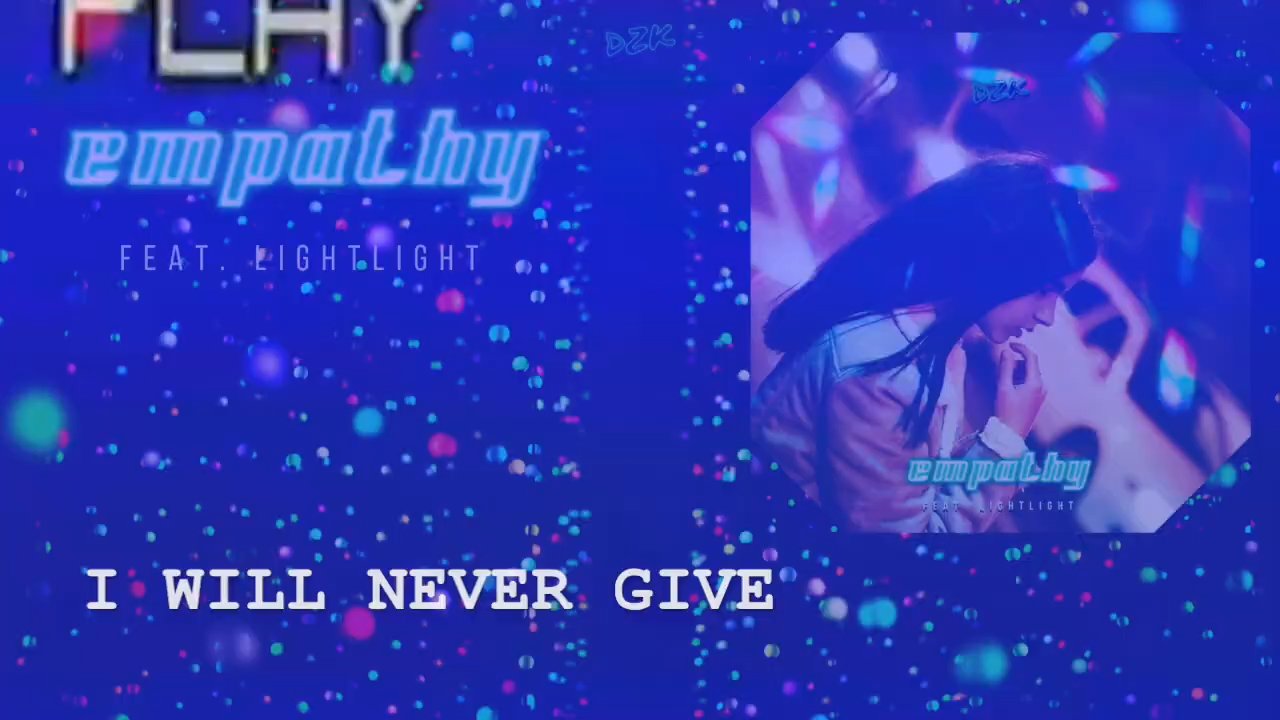 PLAY
DZK
empathy
FEAT. LIGHTLIGHT
DZK
empathy
FEAT. LIGHTLIGHT
I WILL NEVER GIVE